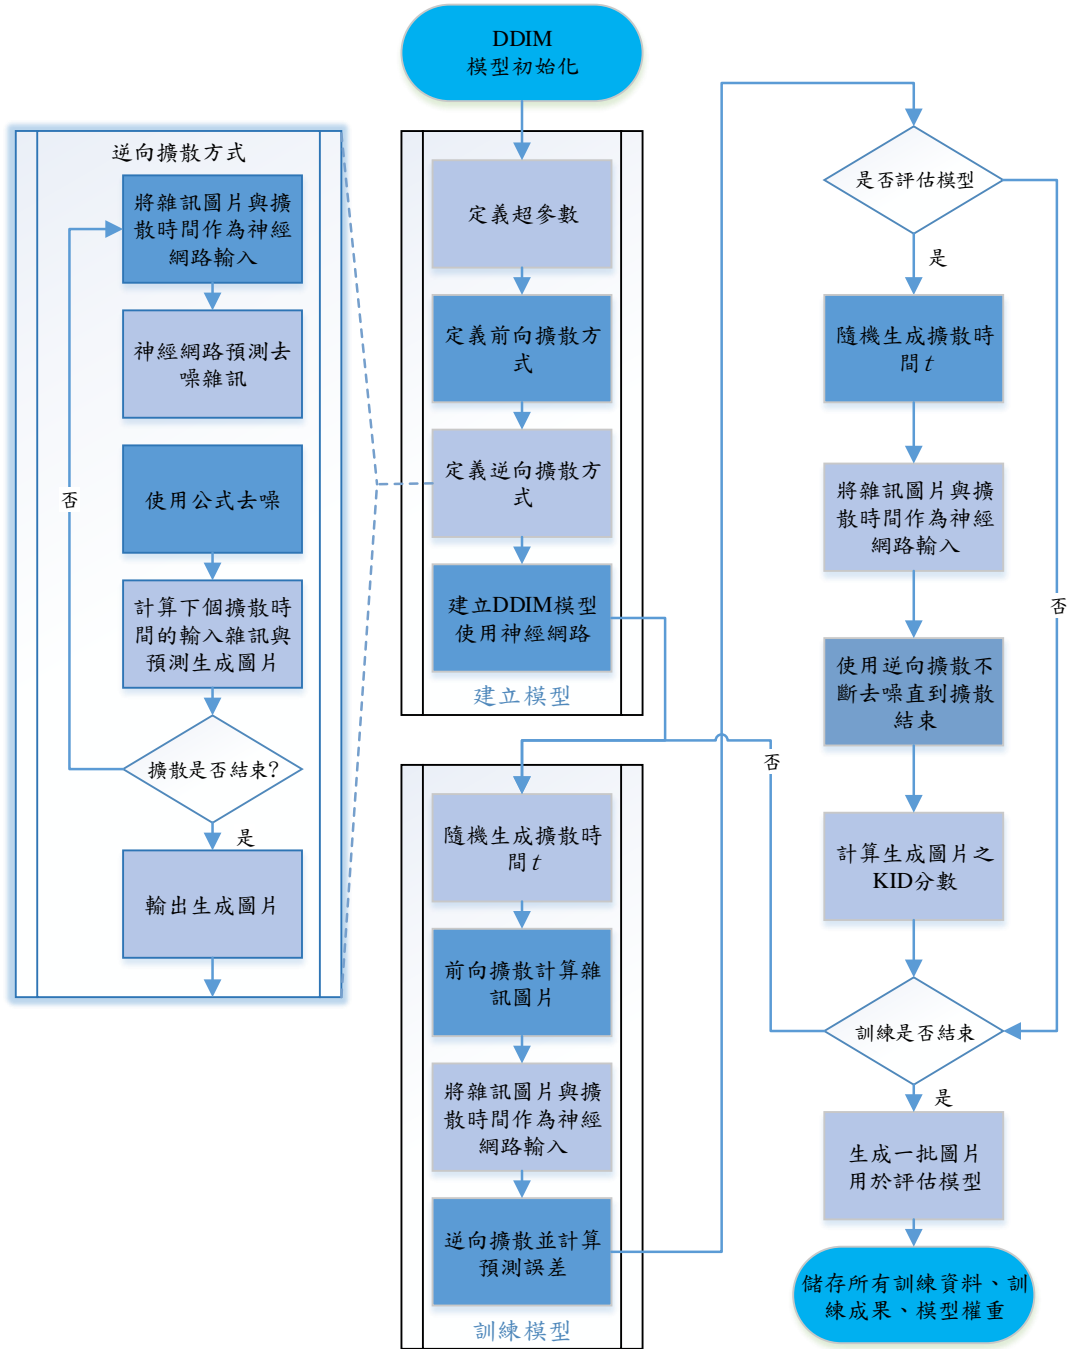 DDIM
模型初始化
逆向擴散方式
將雜訊圖片與擴
散時間作為神經
網路輸入
神經網路預測去
噪雜訊
使用公式去噪
否
計算下個擴散時
間的輸入雜訊與
預測生成圖片
擴散是否結束?
是
輸出生成圖片
定義超參數
定義前向擴散方
式
定義逆向擴散方
式
建立DDIM模型
使用神經網路
建立模型
隨機生成擴散時
間t
前向擴散計算雜
訊圖片
將雜訊圖片與擴
散時間作為神經
網路輸入
逆向擴散並計算
預測誤差
訓練模型
是否評估模型
是
否
隨機生成擴散時
間t
將雜訊圖片與擴
散時間作為神經
網路輸入
使用逆向擴散不
斷去噪直到擴散
結束
計算生成圖片之
KID分數
訓練是否結束
否
是
生成一批圖片
用於評估模型
儲存所有訓練資料、訓
練成果、模型權重